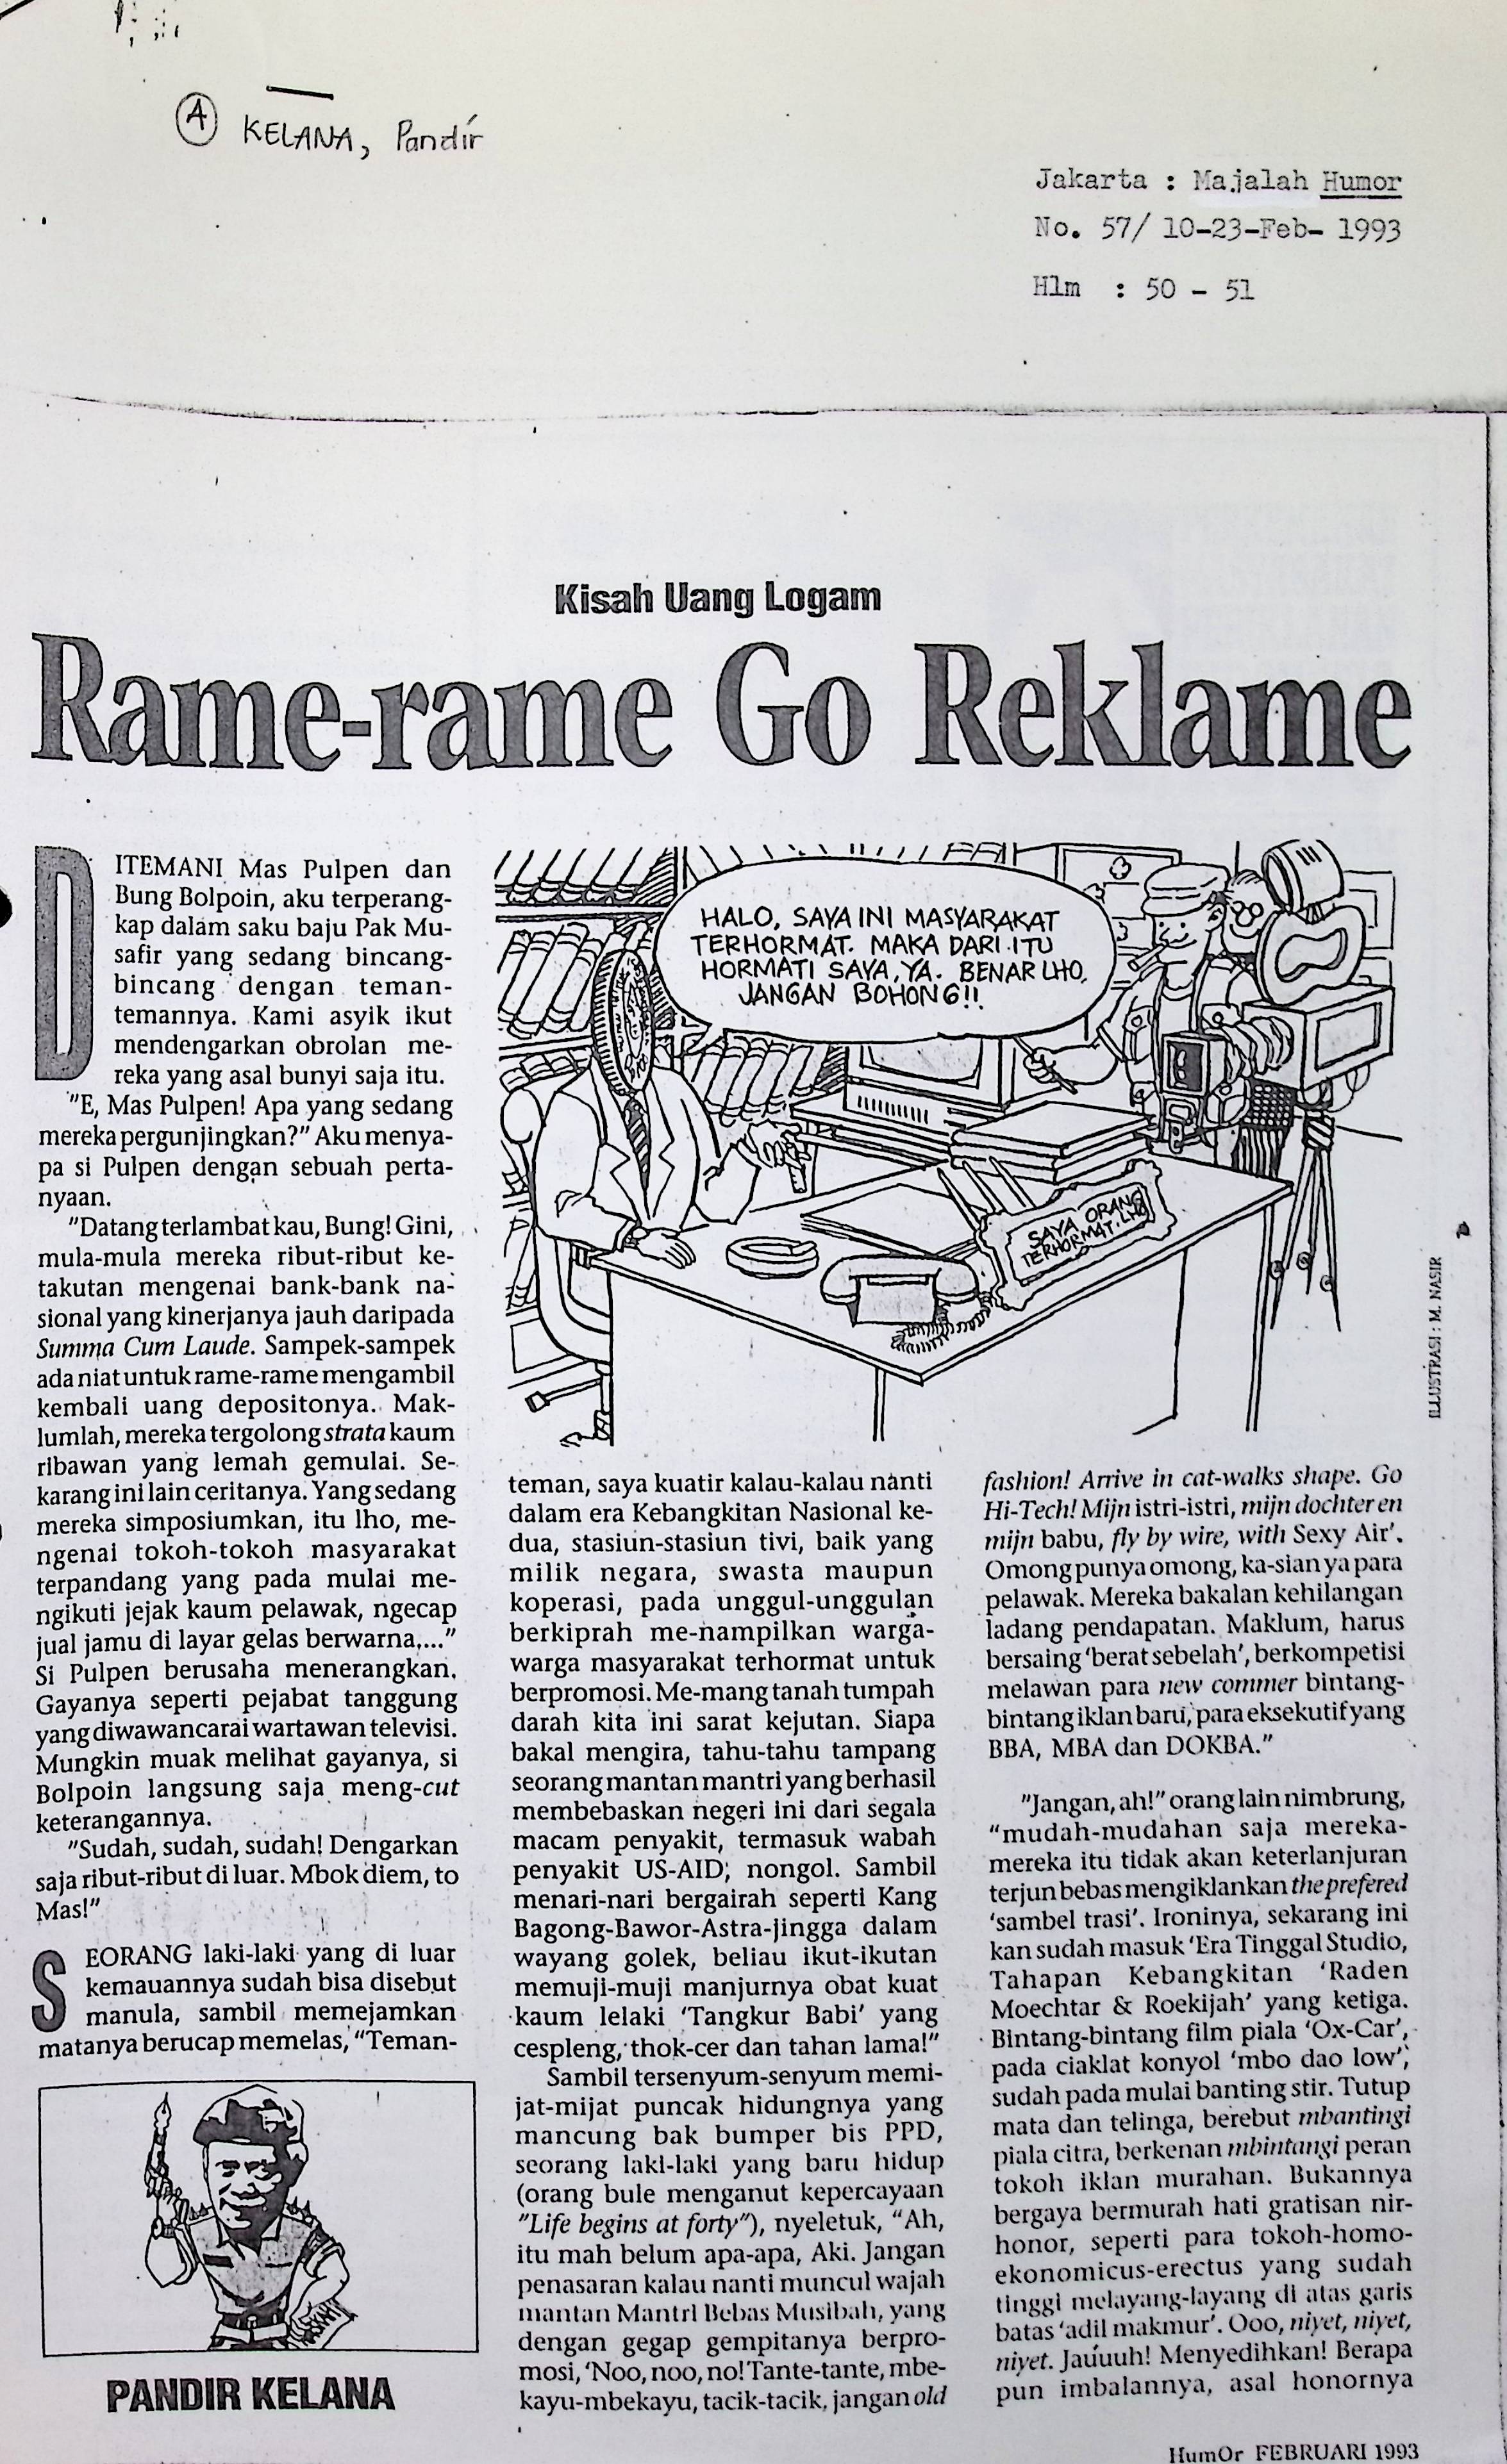 A KELANA, Pandir
Jakarta : Majalah Humor
No. 57/ 10-23-Feb- 1993
Hlm : 50 - 51
Kisah Uang Logam
Rame-rame Go Reklame
DITEMANI Mas Pulpen dan
Bung Bolpoin, aku terperang-
kap dalam saku baju Pak Mu-
safir yang sedang bincang-
bincang dengan teman-
temannya. Kami asyik ikut
mendengarkan obrolan me-
reka yang asal bunyi saja itu.
"E, Mas Pulpen! Apa yang sedang
mereka pergunjingkan?" Aku menya-
pa si Pulpen dengan sebuah perta-
nyaan.
"Datang terlambat kau, Bung! Gini,
mula-mula mereka ribut-ribut ke-
takutan mengenai bank-bank na-
sional yang kinerjanya jauh daripada
Summa Cum Laude. Sampek-sampek
ada niat untuk rame-rame mengambil
kembali uang depositonya. Mak-
lumlah, mereka tergolong strata kaum
ribawan yang lemah gemulai. Se-
karang ini lain ceritanya. Yang sedang
mereka simposiumkan, itu lho, me-
ngenai tokoh-tokoh masyarakat
terpandang yang pada mulai me-
ngikuti jejak kaum pelawak, ngecap
jual jamu di layar gelas berwarna,..."
Si Pulpen berusaha menerangkan.
Gayanya seperti pejabat tanggung
yang diwawancarai wartawan televisi.
Mungkin muak melihat gayanya, si
Bolpoin langsung saja meng-cut
keterangannya.
"Sudah, sudah, sudah! Dengarkan
saja ribut-ribut di luar. Mbok diem, to
Mas!"
SEORANG laki-laki yang di luar
kemauannya sudah bisa disebut
manula, sambil memejamkan
matanya berucap memelas, "Teman-
PANDIR KELANA
HALO, SAYA INI MASYARAKAT
TERHORMAT. MAKA DARI ITU
HORMATI SAYA, YA. BENAR LHO,
JANGAN BOHONG!!
SAYA ORANG
TERHORMAT LHO
ILLUSTRASI : M. NASIR
teman, saya kuatir kalau-kalau nanti
dalam era Kebangkitan Nasional ke-
dua, stasiun-stasiun tivi, baik yang
milik negara, swasta maupun
koperasi, pada unggul-unggulan
berkiprah me-nampilkan warga-
warga masyarakat terhormat untuk
berpromosi. Me-mang tanah tumpah
darah kita ini sarat kejutan. Siapa
bakal mengira, tahu-tahu tampang
seorang mantan mantri yang berhasil
membebaskan negeri ini dari segala
macam penyakit, termasuk wabah
penyakit US-AID, nongol. Sambil
menari-nari bergairah seperti Kang
Bagong-Bawor-Astra-Jingga dalam
wayang golek, beliau ikut-ikutan
memuji-muji manjurnya obat kuat
kaum lelaki 'Tangkur Babi' yang
cespleng, thok-cer dan tahan lama!"
Sambil tersenyum-senyum memi-
jat-mijat puncak hidungnya yang
mancung bak bumper bis PPD,
seorang laki-laki yang baru hidup
(orang bule menganut kepercayaan
"Life begins at forty"), nyeletuk, "Ah,
itu mah belum apa-apa, Aki. Jangan
penasaran kalau nanti muncul wajah
mantan Mantri Bebas Musibah, yang
dengan gegap gempitanya berpro-
mosi, 'Noo, noo, no! Tante-tante, mbe-
kayu-mbekayu, tacik-tacik, jangan old
fashion! Arrive in cat-walks shape. Go
Hi-Tech! Mijn istri-istri, mijn dochter en
mijn babu, fly by wire, with Sexy Air'.
Omong punya omong, ka-sian ya para
pelawak. Mereka bakalan kehilangan
ladang pendapatan. Maklum, harus
bersaing 'berat sebelah', berkompetisi
melawan para new commer bintang-
bintang iklan baru, para eksekutif yang
BBA, MBA dan DOKBA."
"Jangan, ah!" orang lain nimbrung,
"mudah-mudahan saja mereka-
mereka itu tidak akan keterlanjuran
terjun bebas mengiklankan the prefered
'sambel trasi'. Ironinya, sekarang ini
kan sudah masuk 'Era Tinggal Studio,
Tahapan Kebangkitan 'Raden
Moechtar & Roekijah' yang ketiga.
Bintang-bintang film piala 'Ox-Car',
pada ciaklat konyol 'mbo dao low',
sudah pada mulai banting stir. Tutup
mata dan telinga, berebut mbantingi
piala citra, berkenan mbintangi peran
tokoh iklan murahan. Bukannya
bergaya bermurah hati gratisan nir-
honor, seperti para tokoh-homo-
ekonomicus-erectus yang sudah
tinggi melayang-layang di atas garis
batas 'adil makmur'. Ooo, niyet, niyet,
niyet. Jauuuh! Menyedihkan! Berapa
pun imbalannya, asal honornya
HumOr FEBRUARI 1993